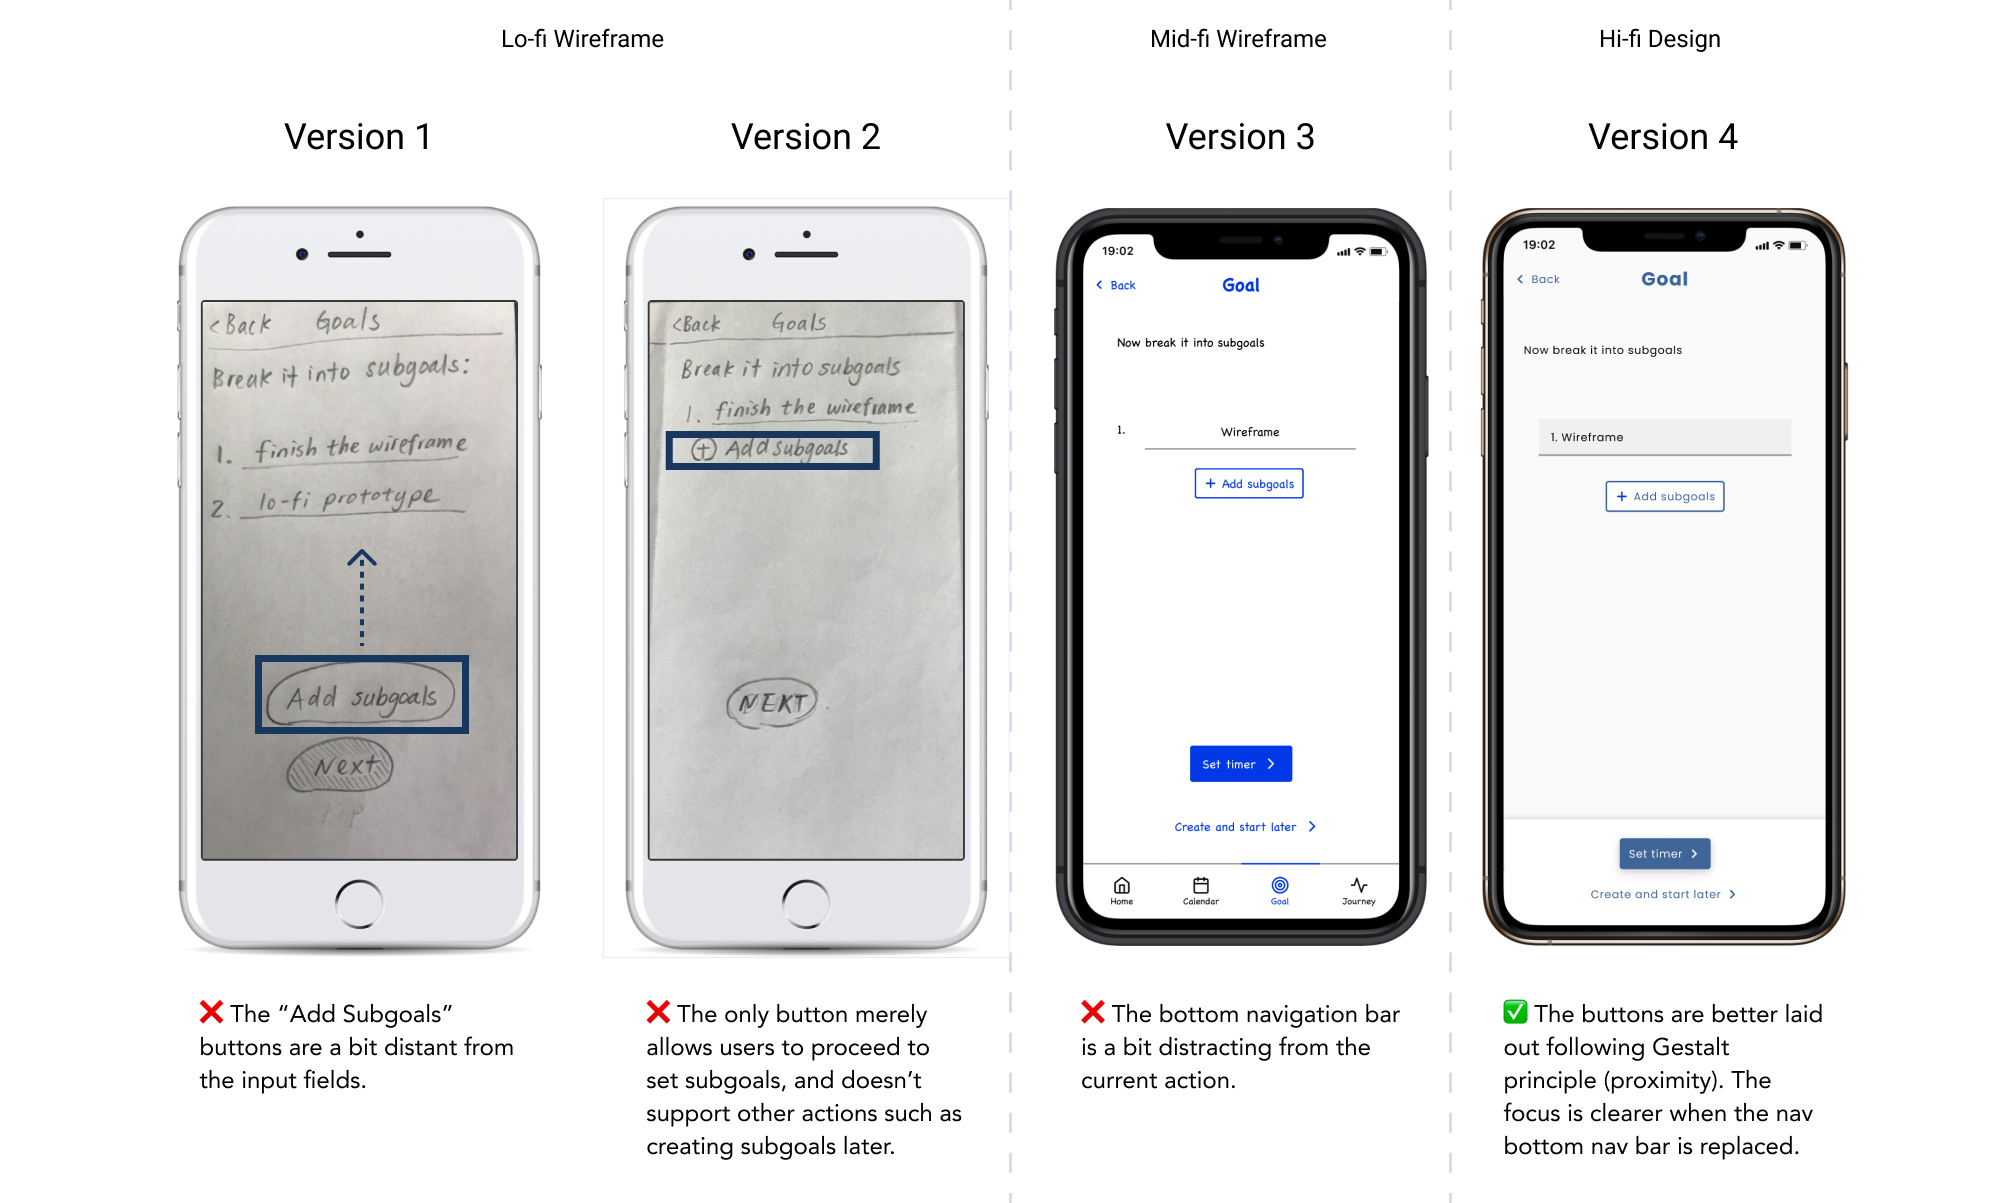 Lo-fi Wireframe
Mid-fi Wireframe
Hi-fi Design
Version 1
Version 2
Version 3
Version 4
<Back Goals
Break it into subgoals:
1. finish the wireframe
2. lo-fi prototype
Add subgoals
Next
<Back Goals
Break it into subgoals
1. finish the wireframe
+ Add subgoals
NEXT
19:02
< Back Goal
Now break it into subgoals
1. Wireframe
+ Add subgoals
Set timer >
Create and start later >
Home Calendar Goal Journey
19:02
< Back Goal
Now break it into subgoals
1. Wireframe
+ Add subgoals
Set timer >
Create and start later >
❌ The “Add Subgoals”
buttons are a bit distant from
the input fields.
❌ The only button merely
allows users to proceed to
set subgoals, and doesn’t
support other actions such as
creating subgoals later.
❌ The bottom navigation bar
is a bit distracting from the
current action.
✅ The buttons are better laid
out following Gestalt
principle (proximity). The
focus is clearer when the nav
bottom nav bar is replaced.